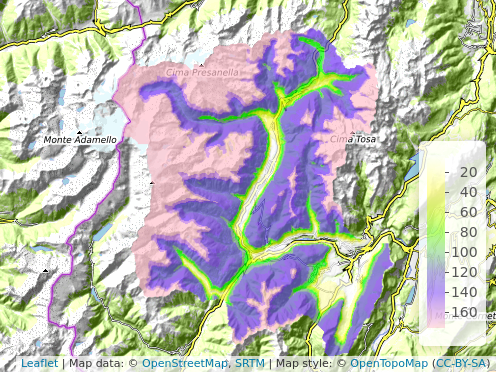 Cima Presanella
Monte Adamello
Cima Tosa
20
40
60
80
100
120
140
160
Leaflet | Map data: © OpenStreetMap, SRTM | Map style: © OpenTopoMap (CC-BY-SA)